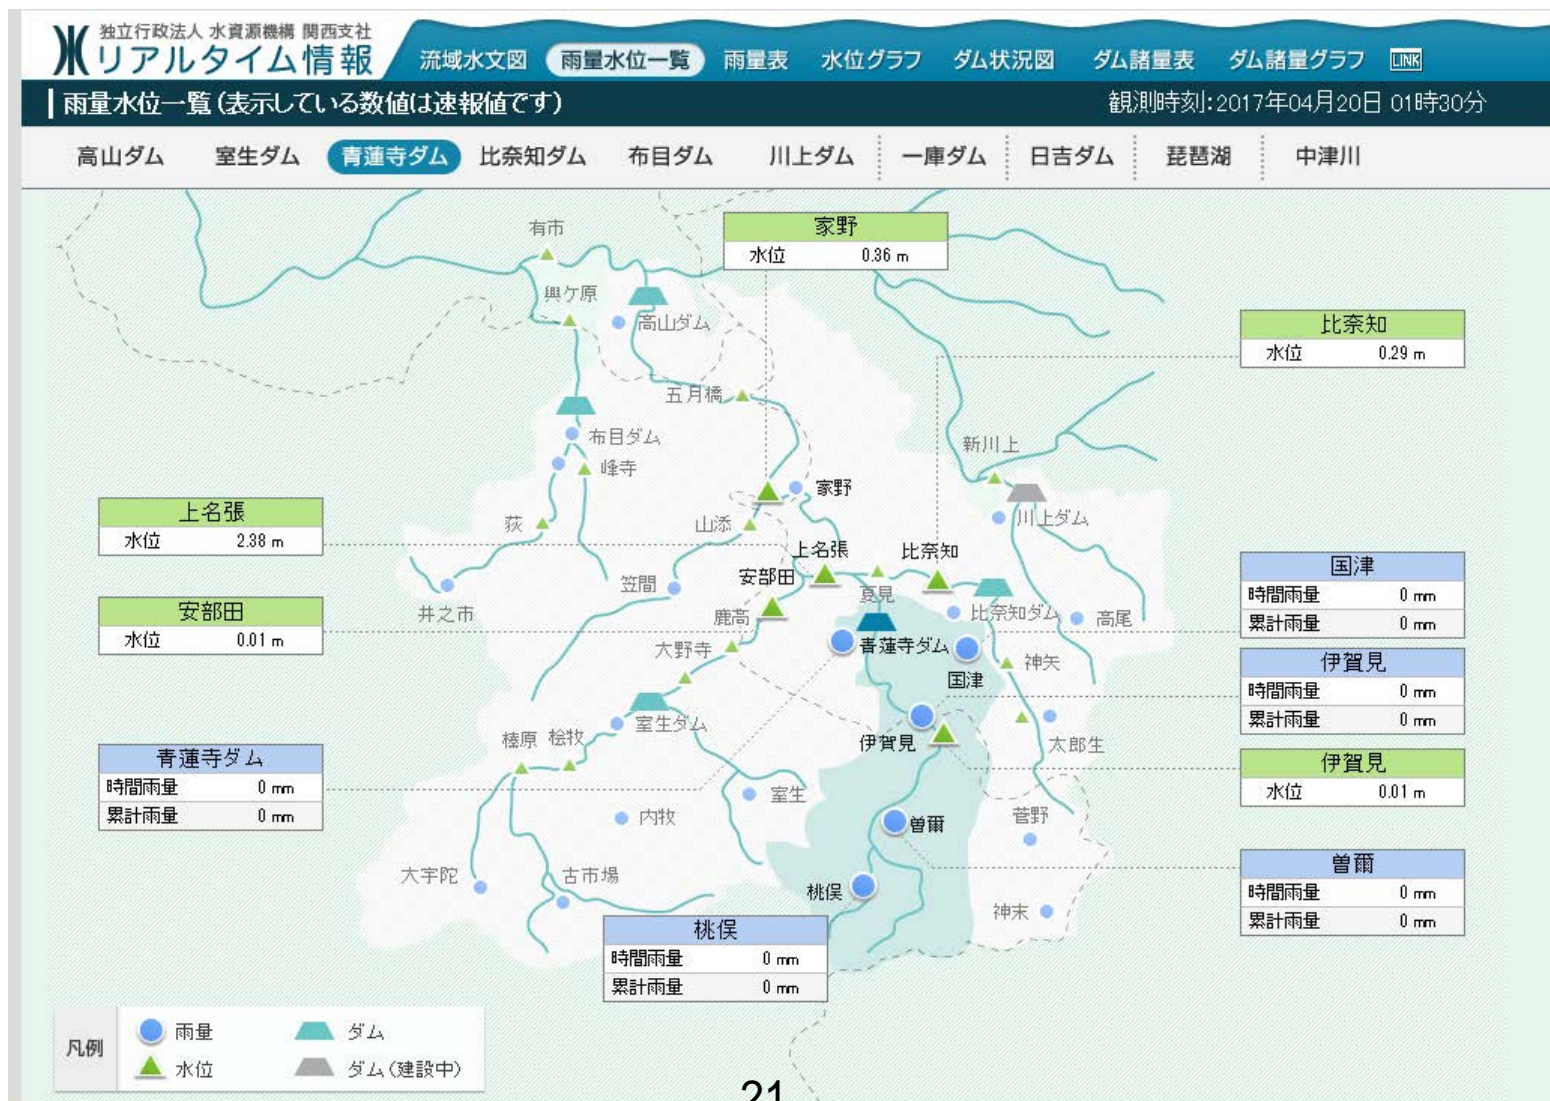 独立行政法人 水資源機構 関西支社
リアルタイム情報
流域水文図 雨量水位一覧 雨量表 水位グラフ ダム状況図 ダム諸量表 ダム諸量グラフ LINK
雨量水位一覧(表示している数値は速報値です)
観測時刻:2017年04月20日 01時30分
高山ダム 室生ダム 青蓮寺ダム 比奈知ダム 布目ダム 川上ダム 一庫ダム 日吉ダム 琵琶湖 中津川
家野
水位 0.36 m
有市
興ケ原
高山ダム
比奈知
水位 0.29 m
五月橋
布目ダム
新川上
峰寺
家野
上名張
水位 2.38 m
荻
山添
川上ダム
上名張
比奈知
安部田
国津
時間雨量 0 mm
累計雨量 0 mm
笠間
夏見
安部田
水位 0.01 m
井之市
鹿高
比奈知ダム
高尾
大野寺
青蓮寺ダム
神矢
伊賀見
時間雨量 0 mm
累計雨量 0 mm
国津
室生ダム
榛原
桧牧
伊賀見
太郎生
青蓮寺ダム
時間雨量 0 mm
累計雨量 0 mm
伊賀見
水位 0.01 m
室生
内牧
曽爾
菅野
大宇陀
古市場
桃俣
神末
曽爾
時間雨量 0 mm
累計雨量 0 mm
桃俣
時間雨量 0 mm
累計雨量 0 mm
凡例
雨量 ダム
水位 ダム(建設中)
21